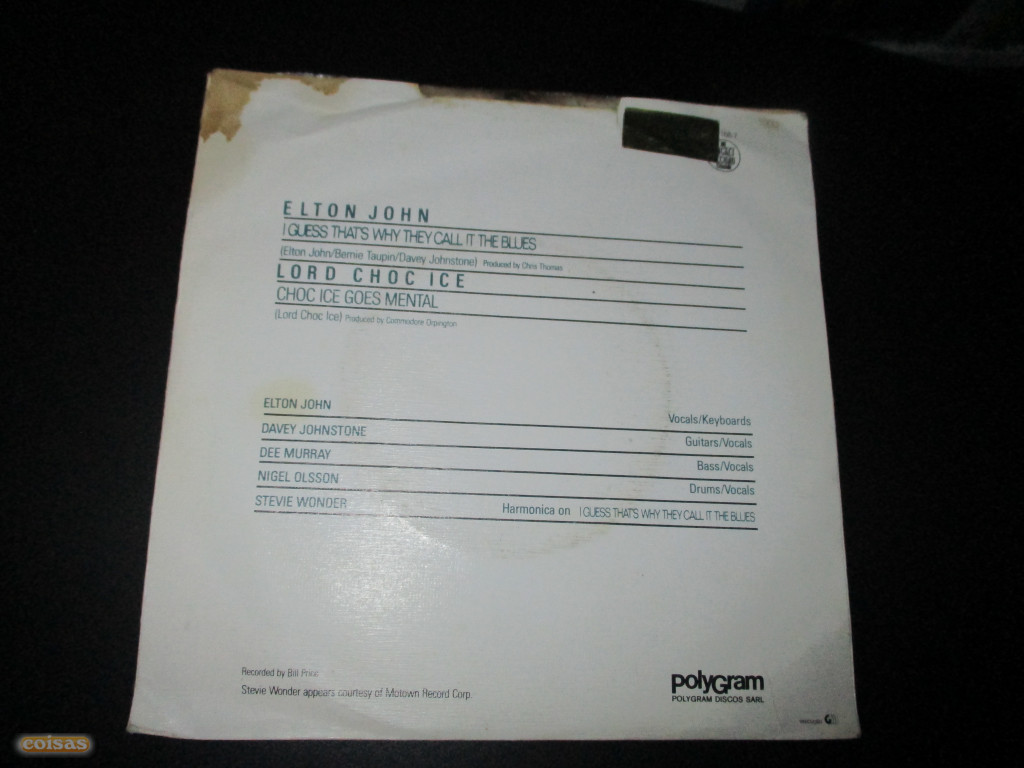 ELTON JOHN
I GUESS THAT'S WHY THEY CALL IT THE BLUES
(Elton John/Bernie Taupin/Davey Johnstone) Produced by Chris Thomas
LORD CHOC ICE
CHOC ICE GOES MENTAL
(Lord Choc Ice) Produced by Commodore Orpington
ELTON JOHN Vocals/Keyboards
DAVEY JOHNSTONE Guitars/Vocals
DEE MURRAY Bass/Vocals
NIGEL OLSSON Drums/Vocals
STEVIE WONDER Harmonica on I GUESS THAT'S WHY THEY CALL IT THE BLUES
Recorded by Bill Price
Stevie Wonder appears courtesy of Motown Record Corp.
polyGram
POLYGRAM DISCOS SARL
coisas